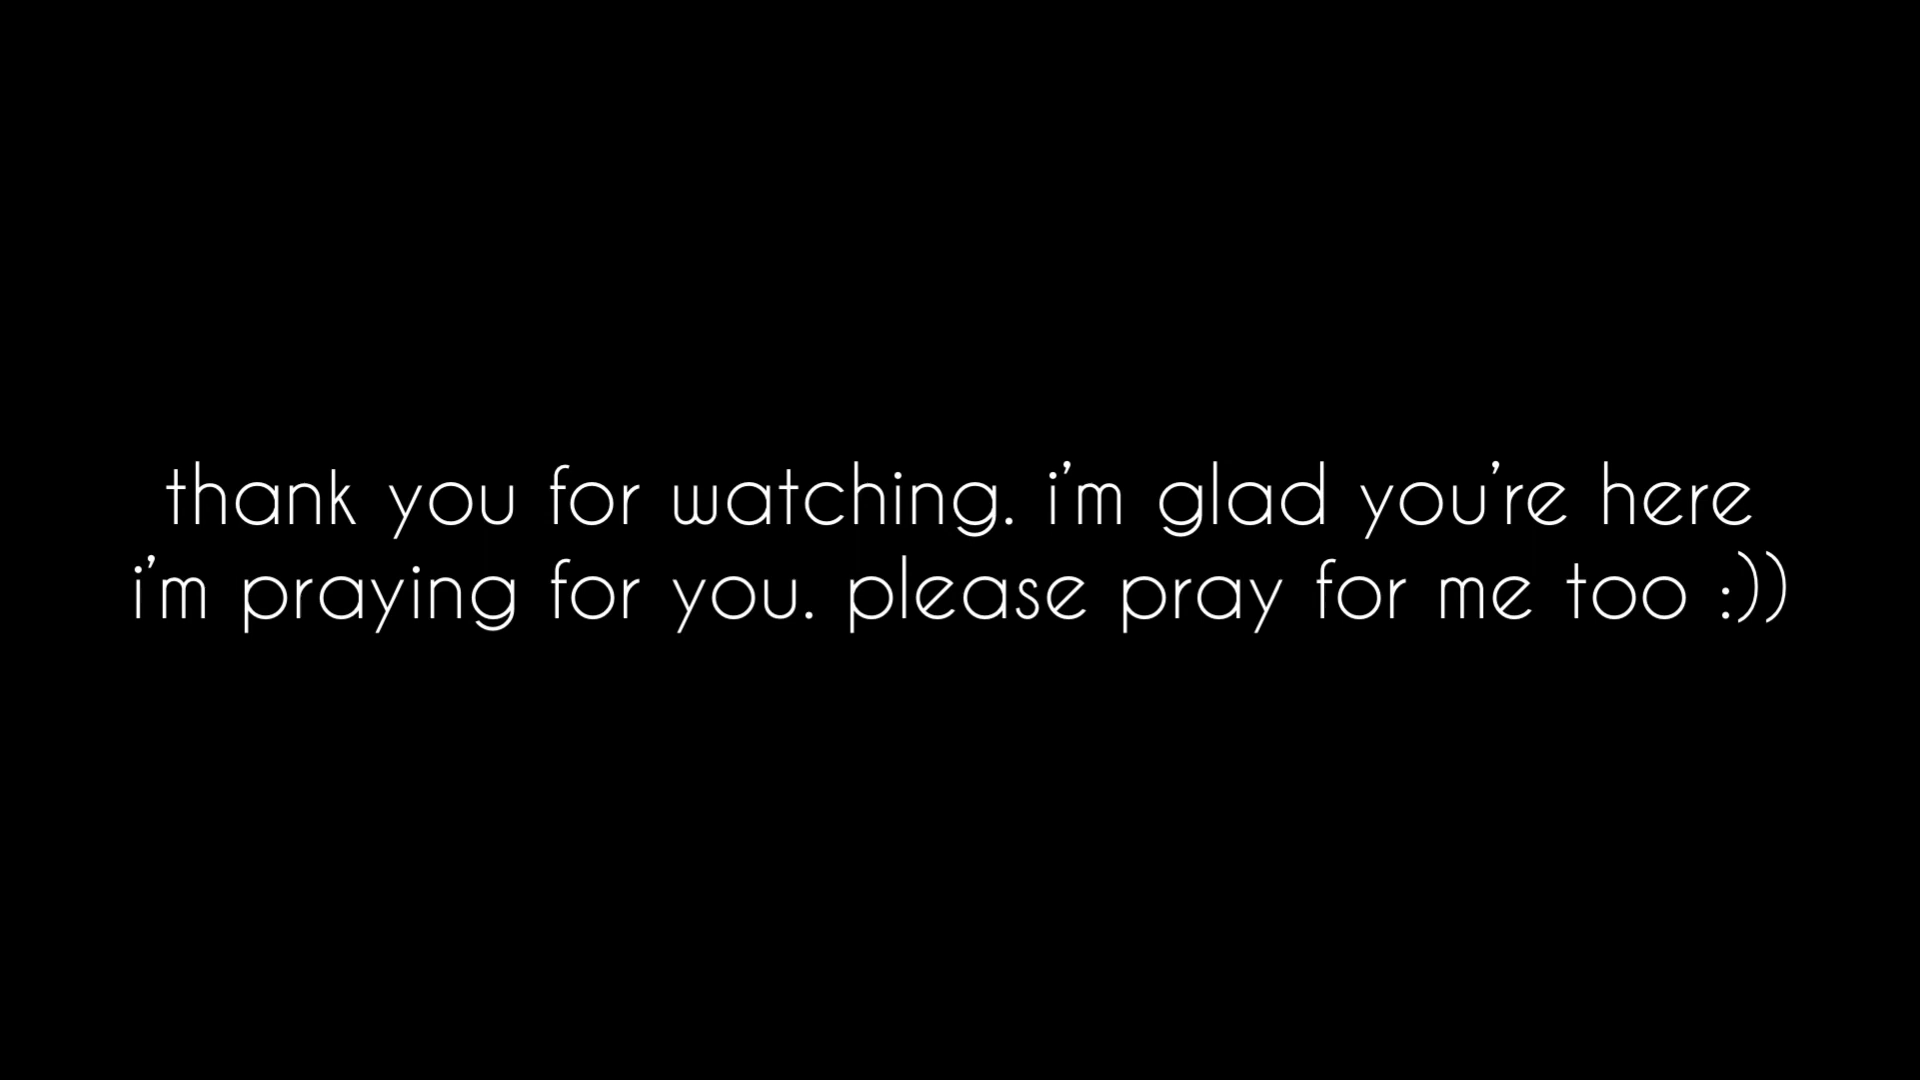 thank you for watching. i'm glad you're here
i'm praying for you. please pray for me too :))